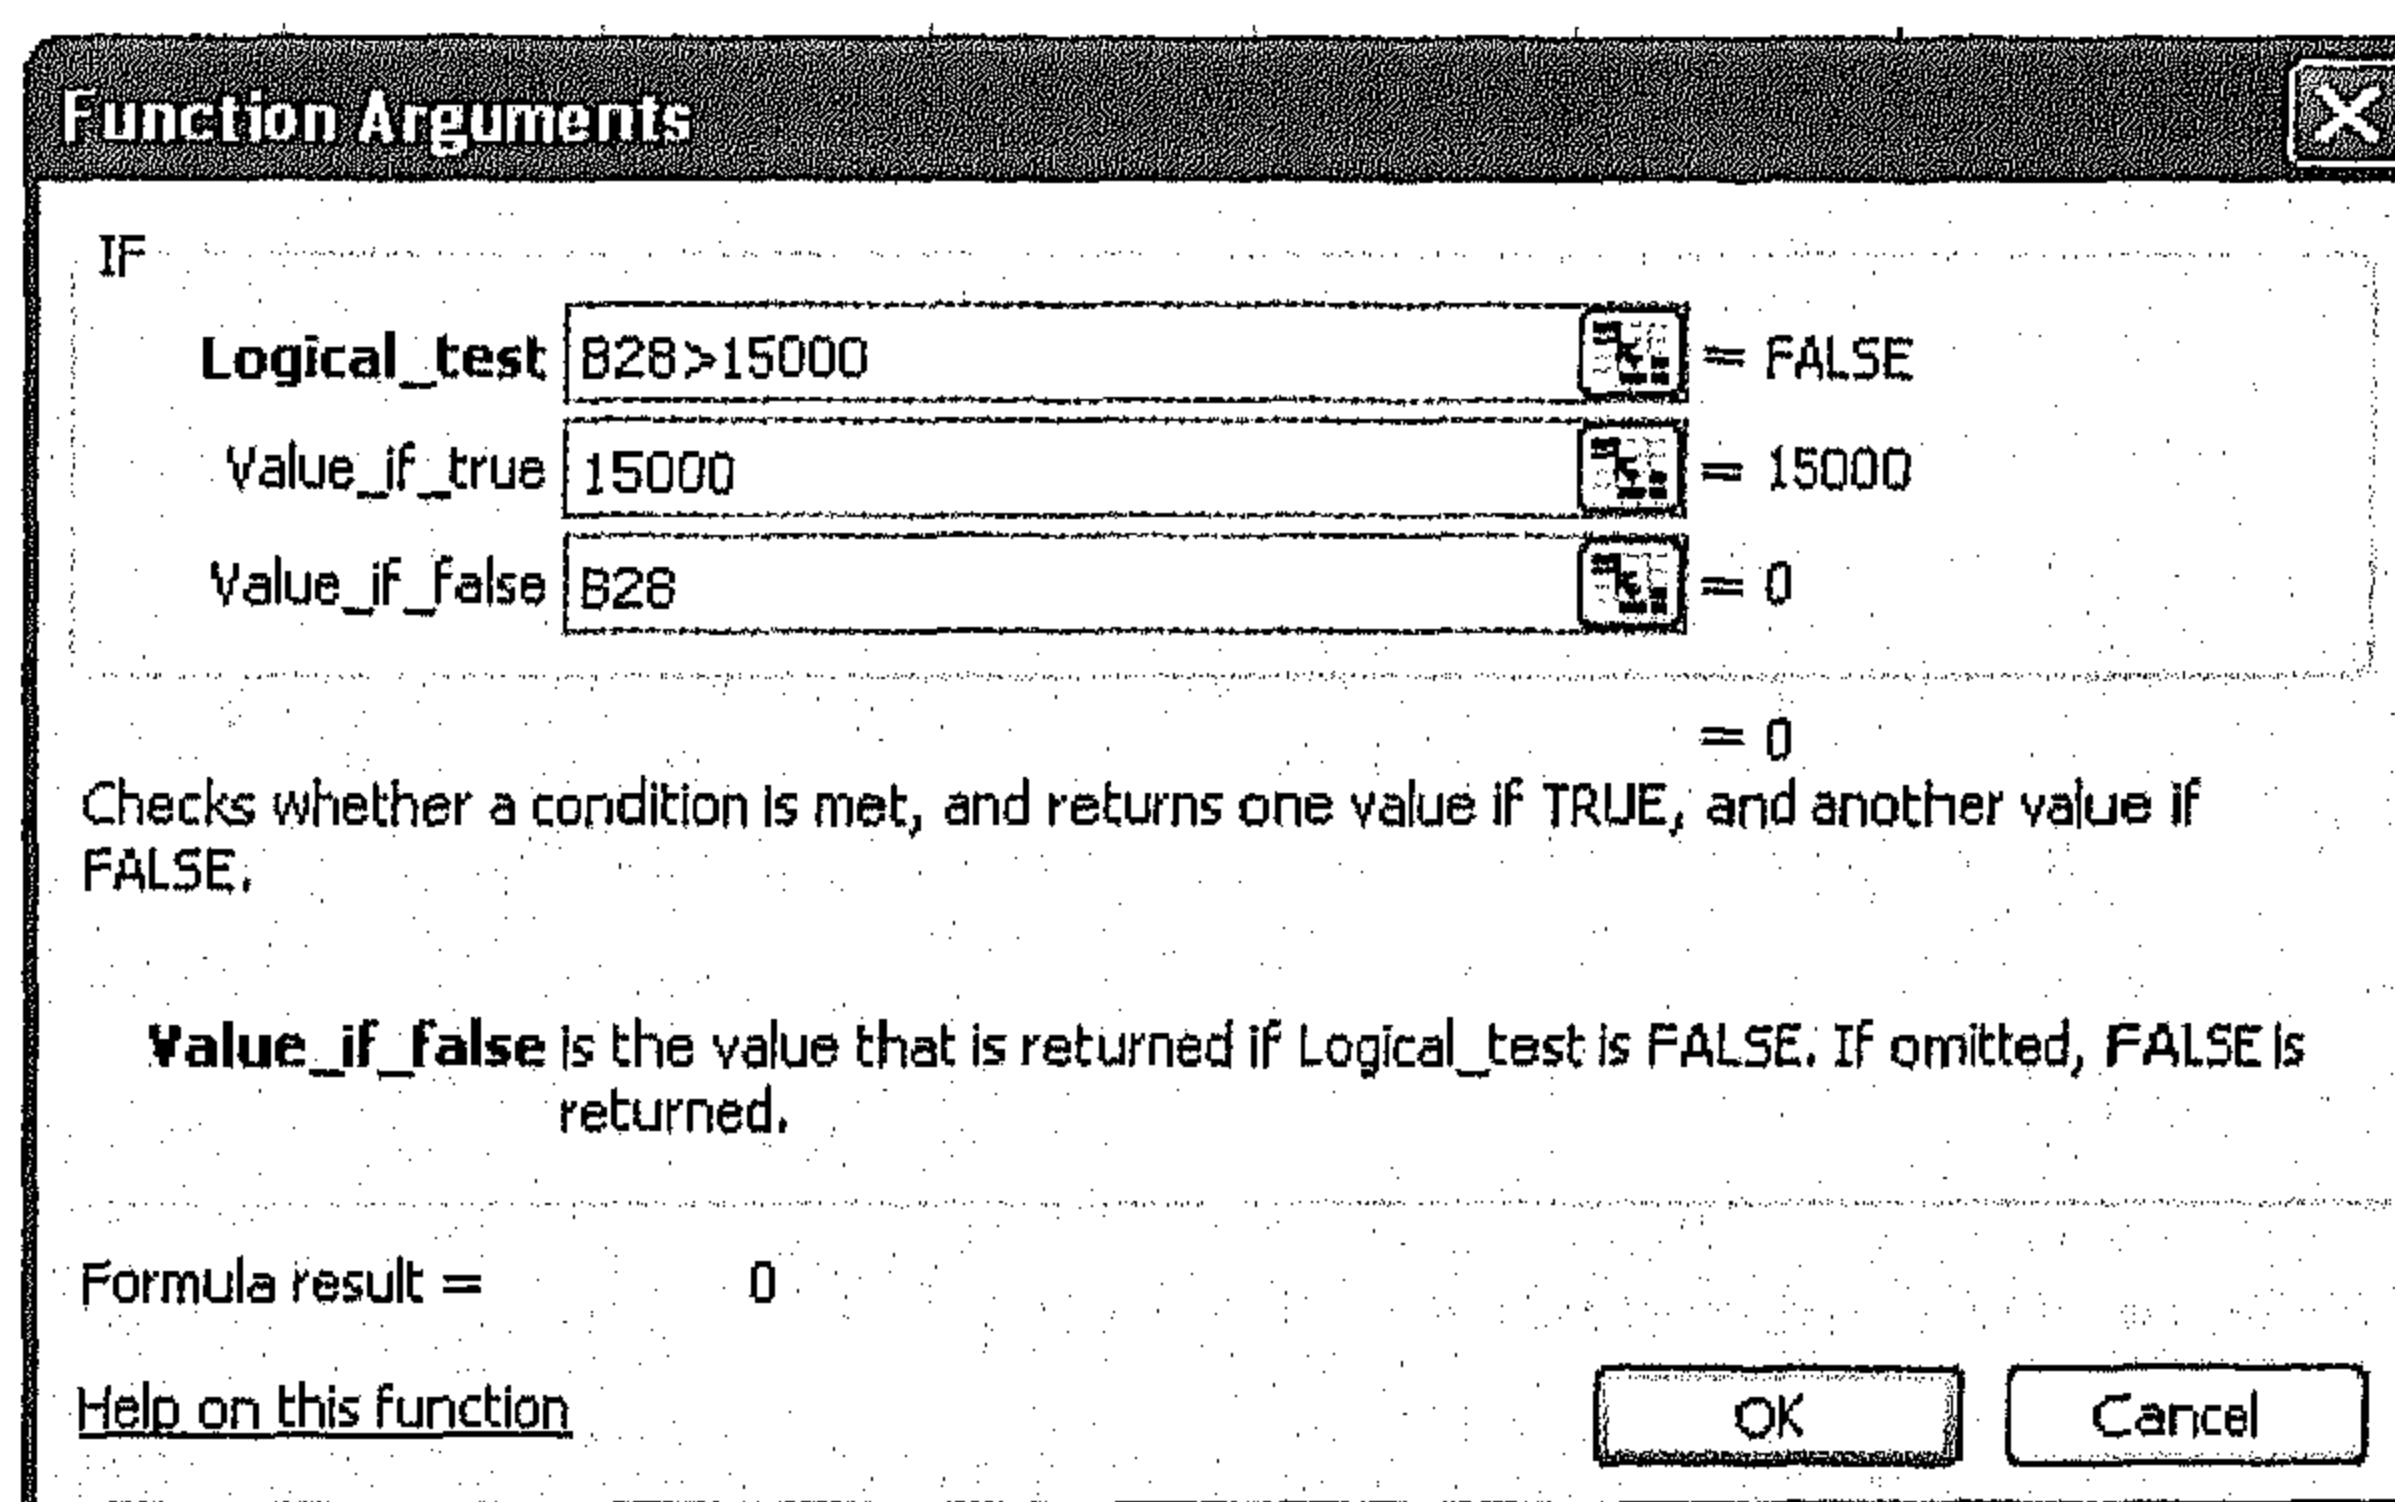 Function Arguments
IF
Logical_test B28>15000 = FALSE
Value_if_true 15000 = 15000
Value_if_false B28 = 0
= 0
Checks whether a condition is met, and returns one value if TRUE, and another value if
FALSE.
Value_if_false is the value that is returned if Logical_test is FALSE. If omitted, FALSE is
returned.
Formula result = 0
Help on this function
OK Cancel